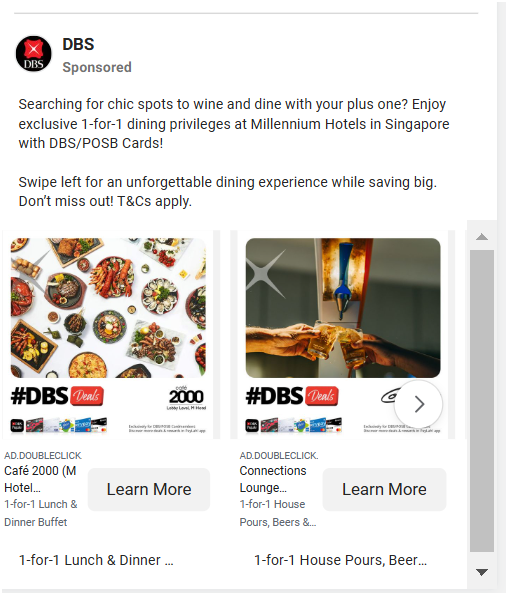 DBS
Sponsored
DBS
Searching for chic spots to wine and dine with your plus one? Enjoy
exclusive 1-for-1 dining privileges at Millennium Hotels in Singapore
with DBS/POSB Cards!
Swipe left for an unforgettable dining experience while saving big.
Don't miss out! T&Cs apply.
#DBS Deals
café
2000
Lobby Level, M Hotel
Exclusively for DBS/POSB Cardmembers
Discover more deals & rewards in PayLah! app
#DBS Deals
Exclusively for DBS/POSB Cardmembers
Discover more deals & rewards in PayLah! app
AD.DOUBLECLICK.
Café 2000 (M
Hotel...
1-for-1 Lunch &
Dinner Buffet
Learn More
AD.DOUBLECLICK.
Connections
Lounge...
1-for-1 House
Pours, Beers &...
Learn More
1-for-1 Lunch & Dinner ...
1-for-1 House Pours, Beer...